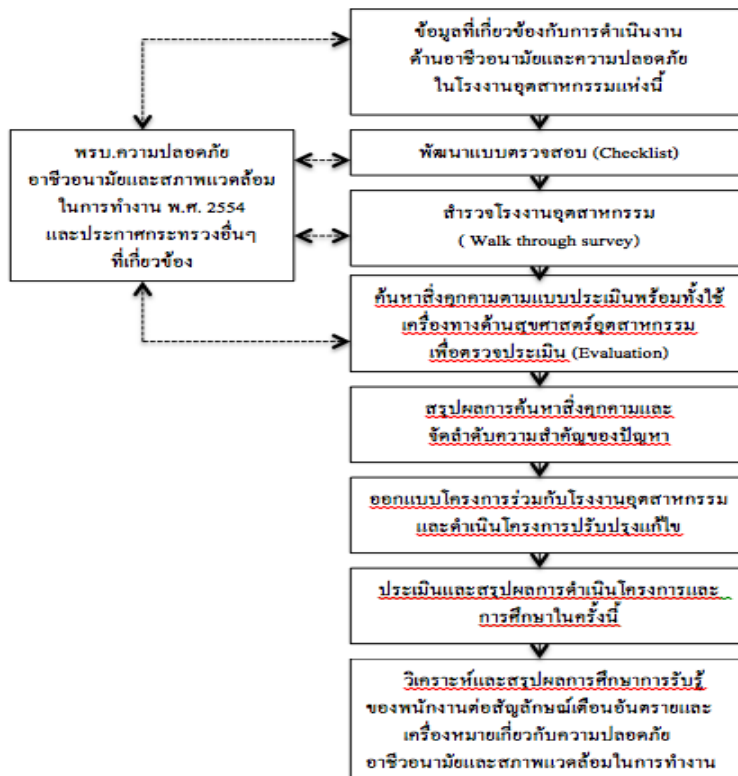 ข้อมูลที่เกี่ยวข้องกับการดำเนินงาน
ด้านอาชีวอนามัยและความปลอดภัย
ในโรงงานอุตสาหกรรมแห่งนี้
พรบ.ความปลอดภัย
อาชีวอนามัยและสภาพแวดล้อม
ในการทำงาน พ.ศ. 2554
และประกาศกระทรวงอื่นๆ
ที่เกี่ยวข้อง
พัฒนาแบบตรวจสอบ (Checklist)
สำรวจโรงงานอุตสาหกรรม
( Walk through survey)
ค้นหาสิ่งคุกคามตามแบบประเมินพร้อมทั้งใช้
เครื่องทางด้านสุขศาสตร์อุตสาหกรรม
เพื่อตรวจประเมิน (Evaluation)
สรุปผลการค้นหาสิ่งคุกคามและ
จัดลำดับความสำคัญของปัญหา
ออกแบบโครงการร่วมกับโรงงานอุตสาหกรรม
และดำเนินโครงการปรับปรุงแก้ไข
ประเมินและสรุปผลการดำเนินโครงการและ
การศึกษาในครั้งนี้
วิเคราะห์และสรุปผลการศึกษาการรับรู้
ของพนักงานต่อสัญลักษณ์เตือนอันตรายและ
เครื่องหมายเกี่ยวกับความปลอดภัย
อาชีวอนามัยและสภาพแวดล้อมในการทำงาน